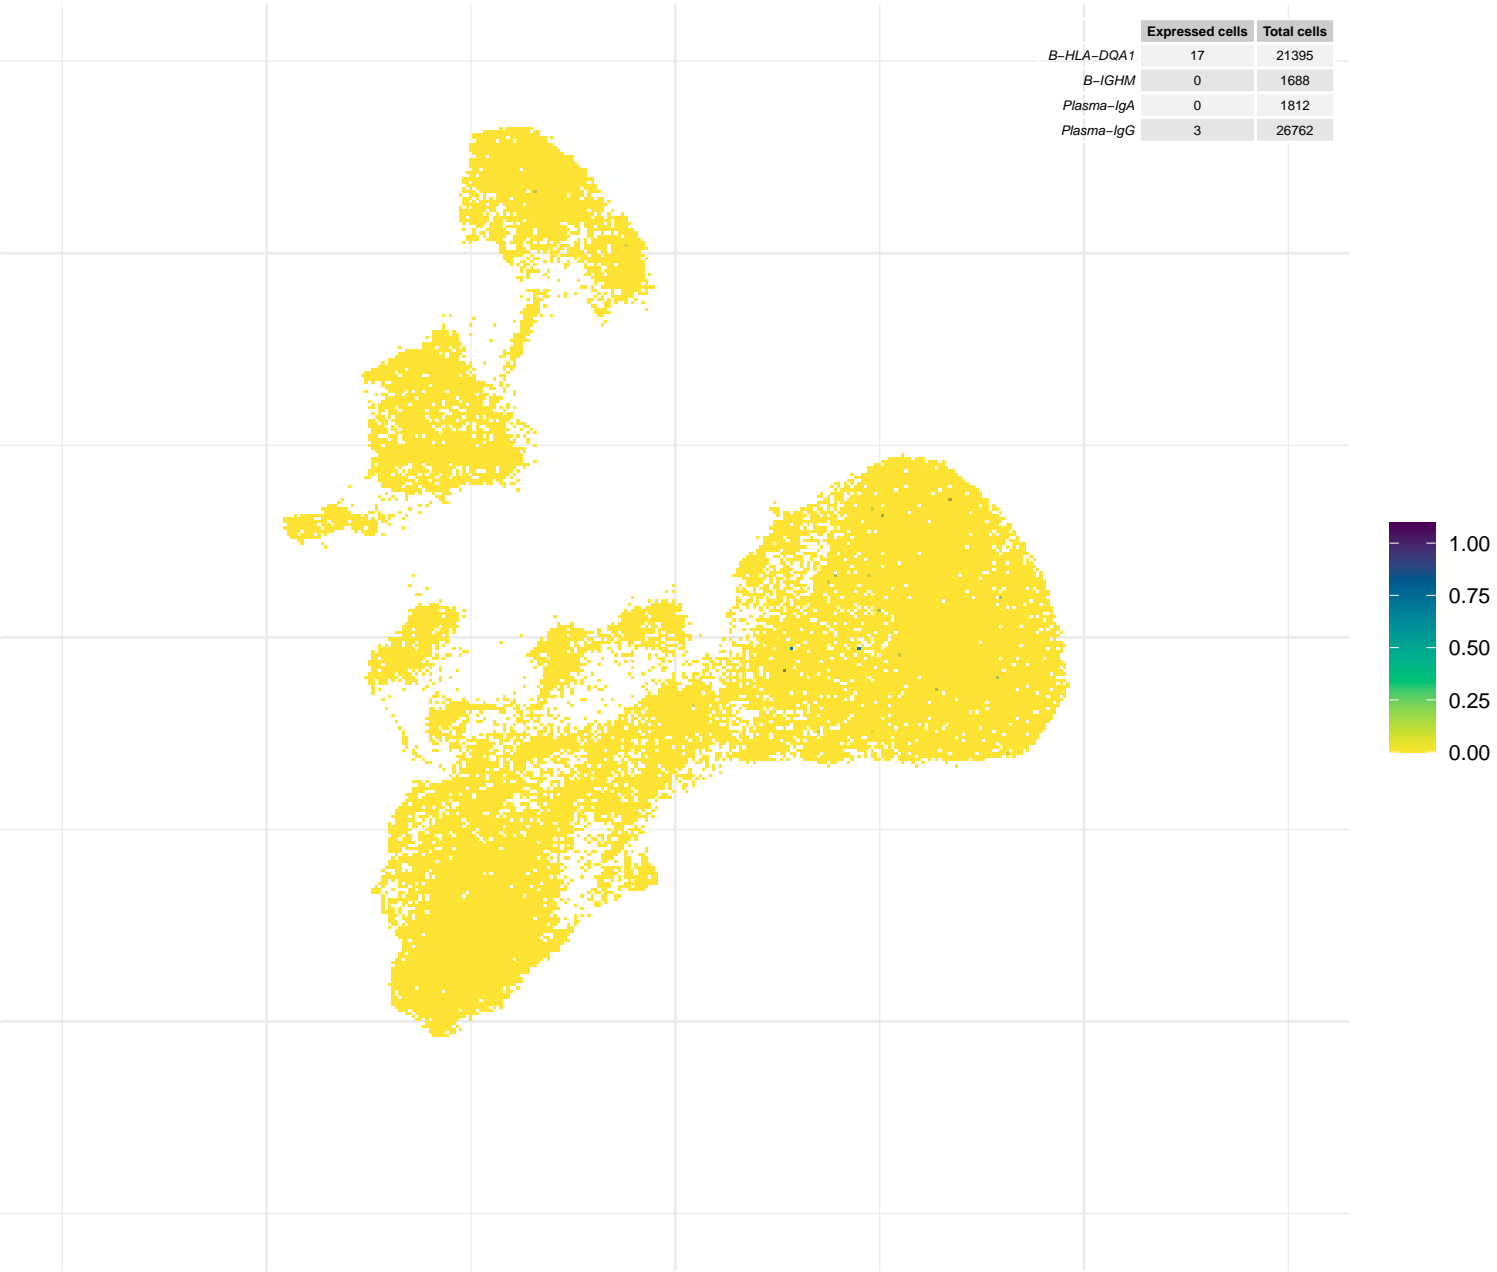 Expressed cells Total cells
B−HLA−DQA1 17 21395
B−IGHM 0 1688
Plasma−IgA 0 1812
Plasma−IgG 3 26762
1.00
0.75
0.50
0.25
0.00